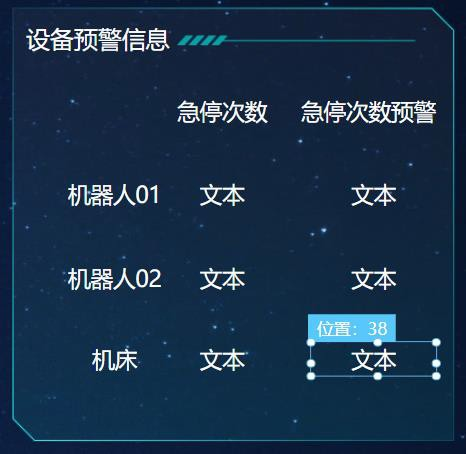 设备预警信息
急停次数 急停次数预警
机器人01 文本 文本
机器人02 文本 文本
位置：38
机床 文本 文本